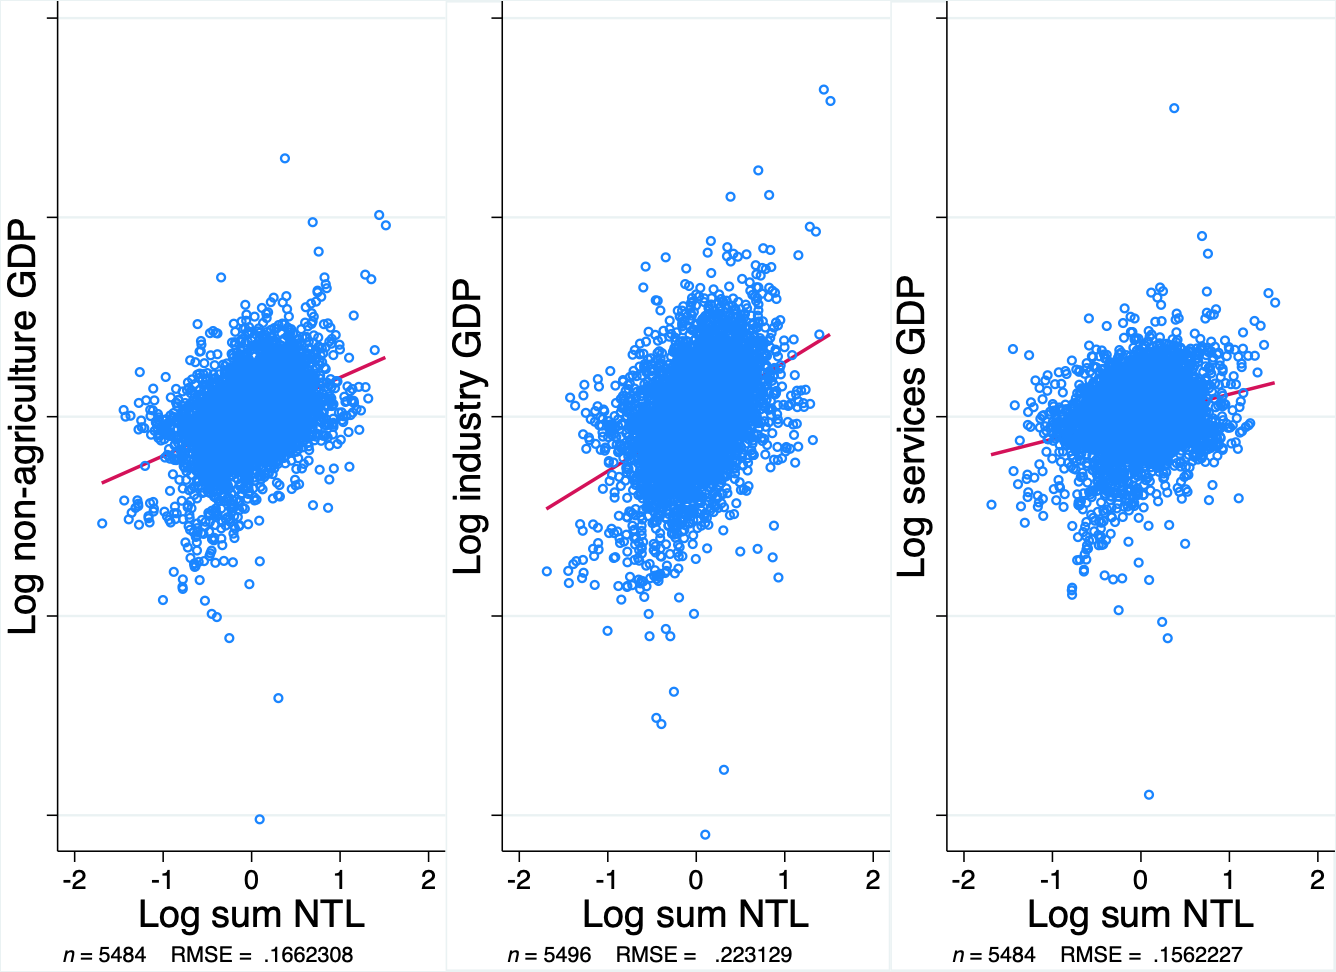 Log non-agriculture GDP
-2 -1 0 1 2
Log sum NTL
n = 5484 RMSE = .1662308
Log industry GDP
-2 -1 0 1 2
Log sum NTL
n = 5496 RMSE = .223129
Log services GDP
-2 -1 0 1 2
Log sum NTL
n = 5484 RMSE = .1562227